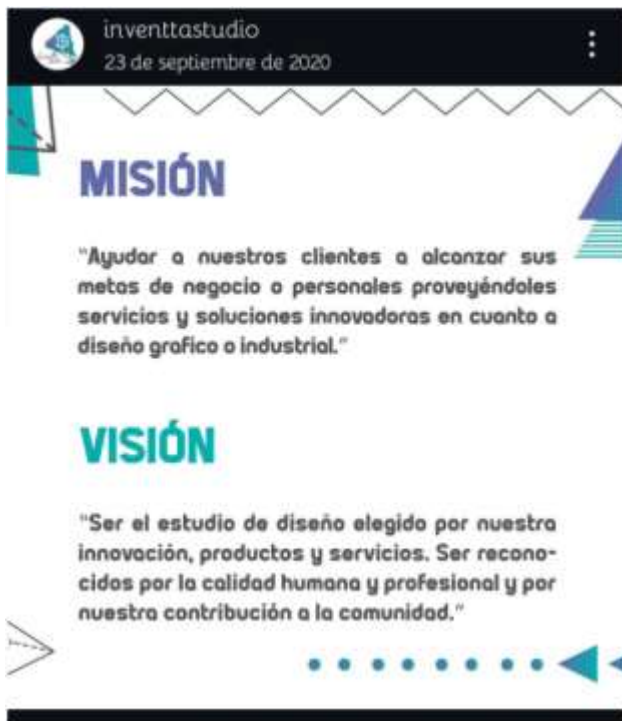 inventtastudio
23 de septiembre de 2020
MISIÓN
"Ayudar a nuestros clientes a alcanzar sus
metas de negocio o personales proveyéndoles
servicios y soluciones innovadoras en cuanto a
diseño grafico o industrial."
VISIÓN
"Ser el estudio de diseño elegido por nuestra
innovación, productos y servicios. Ser recono-
cidos por la calidad humana y profesional y por
nuestra contribución a la comunidad."